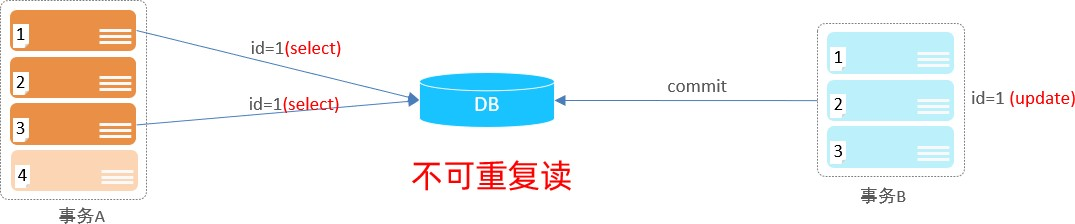 1
2
3
4
事务A
id=1(select)
id=1(select)
DB
不可重复读
commit
1
2
3
id=1 (update)
事务B